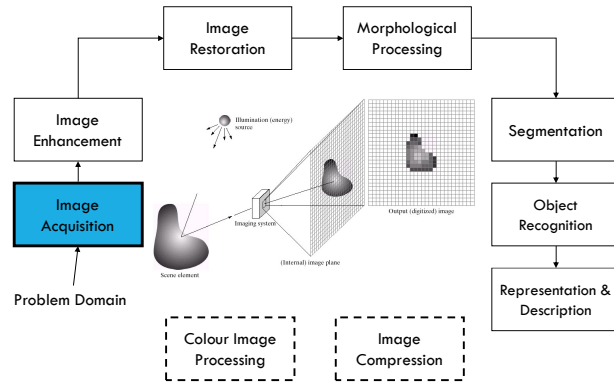 Image
Restoration
Morphological
Processing
Image
Enhancement
Illumination (energy)
source
Segmentation
Image
Acquisition
Imaging system
Output (digitized) image
Object
Recognition
(Internal) image plane
Scene element
Problem Domain
Representation &
Description
Colour Image
Processing
Image
Compression